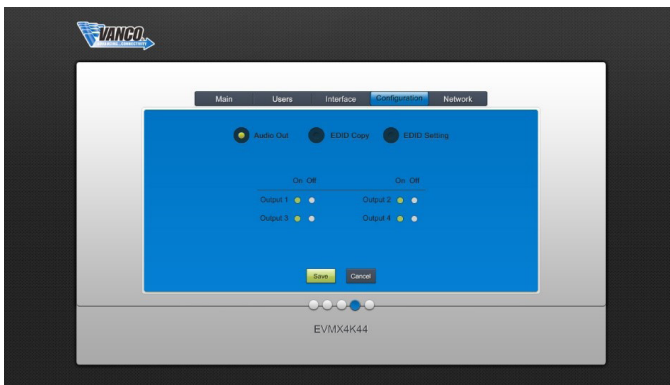 VANCO
Main Users Interface Configuration Network
Audio Out EDID Copy EDID Setting
On Off On Off
Output 1 Output 2
Output 3 Output 4
Save Cancel
EVMX4K44